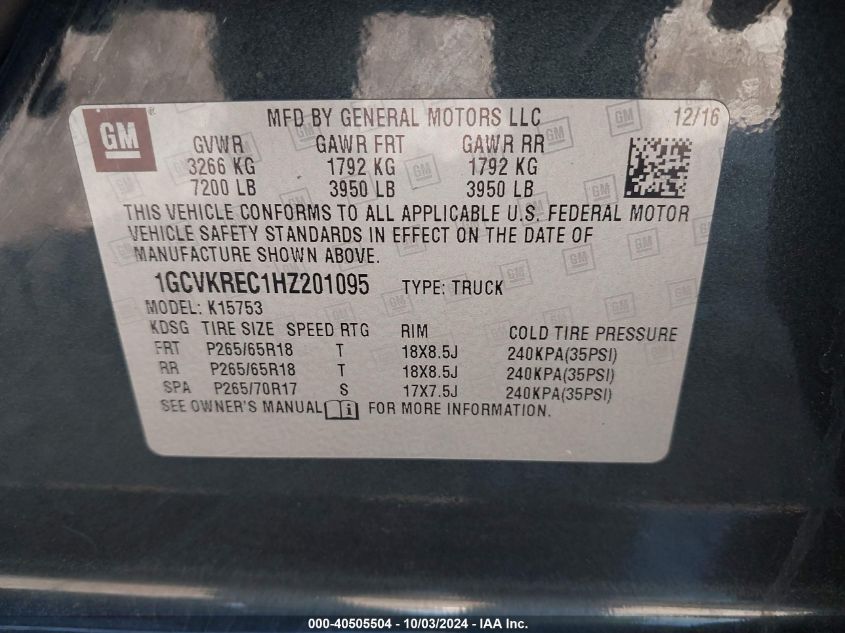 GM
MFD BY GENERAL MOTORS LLC 12/16
GVWR GAWR FRT GAWR RR
3266 KG 1792 KG 1792 KG
7200 LB 3950 LB 3950 LB
THIS VEHICLE CONFORMS TO ALL APPLICABLE U.S. FEDERAL MOTOR
VEHICLE SAFETY STANDARDS IN EFFECT ON THE DATE OF
MANUFACTURE SHOWN ABOVE.
1GCVKREC1HZ201095 TYPE: TRUCK
MODEL: K15753
KDSG TIRE SIZE SPEED RTG RIM COLD TIRE PRESSURE
FRT P265/65R18 T 18X8.5J 240KPA(35PSI)
RR P265/65R18 T 18X8.5J 240KPA(35PSI)
SPA P265/70R17 S 17X7.5J 240KPA(35PSI)
SEE OWNER'S MANUAL FOR MORE INFORMATION.
000-40505504 - 10/03/2024 - IAA Inc.